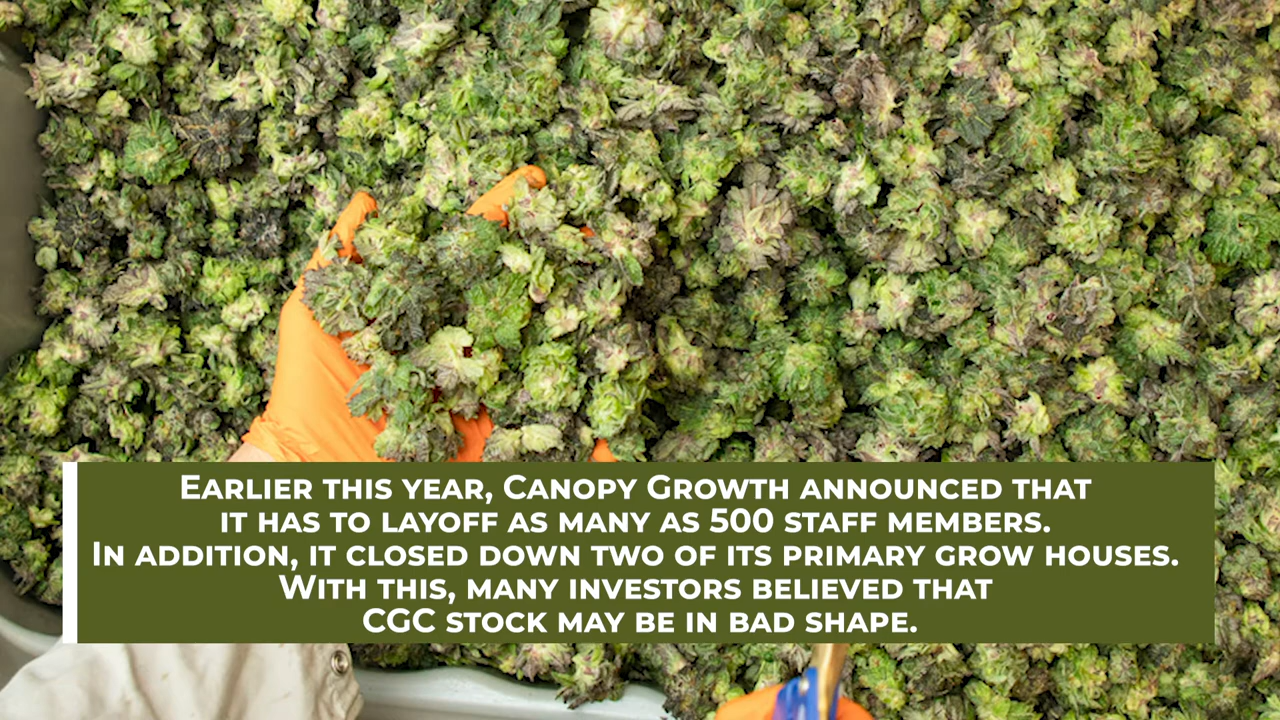 Earlier this year, Canopy Growth announced that
it has to layoff as many as 500 staff members.
In addition, it closed down two of its primary grow houses.
With this, many investors believed that
CGC stock may be in bad shape.